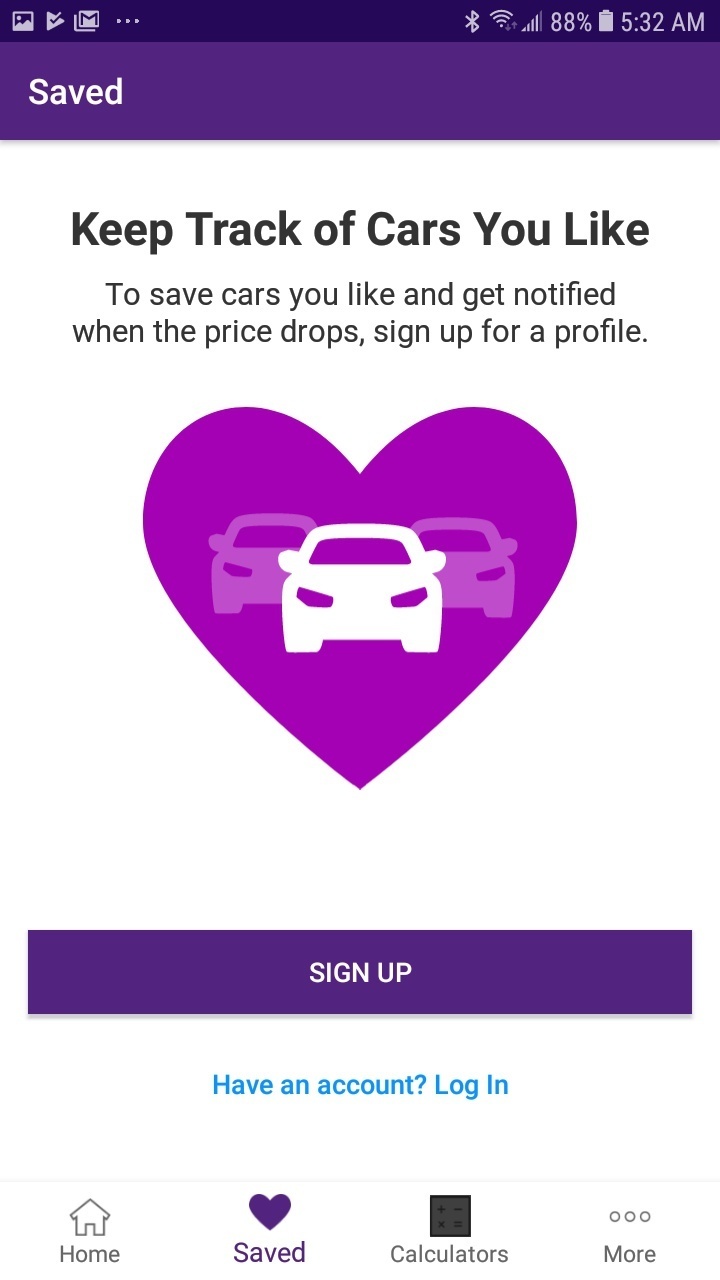 88% 5:32 AM
Saved
Keep Track of Cars You Like
To save cars you like and get notified
when the price drops, sign up for a profile.
SIGN UP
Have an account? Log In
Home Saved Calculators More